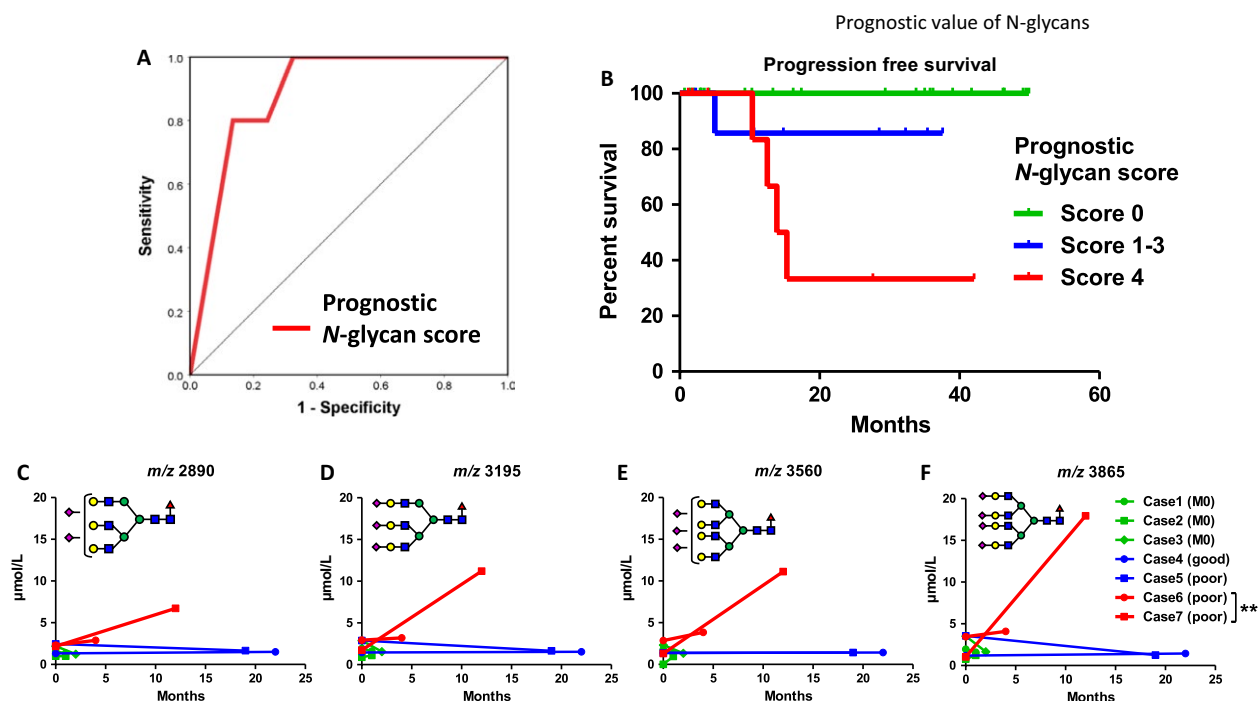 Prognostic value of N-glycans
A
1.0
0.8
0.6
0.4
0.2
0.0
0.0
0.2
0.4
0.6
0.8
1.0
Sensitivity
1 - Specificity
Prognostic
N-glycan score
B
Progression free survival
100
80
60
40
20
0
0
20
40
60
Percent survival
Months
Prognostic
N-glycan score
Score 0
Score 1-3
Score 4
C
m/z 2890
20
15
10
5
0
0
5
10
15
20
25
µmol/L
Months
D
m/z 3195
20
15
10
5
0
0
5
10
15
20
25
µmol/L
Months
E
m/z 3560
20
15
10
5
0
0
5
10
15
20
25
µmol/L
Months
F
m/z 3865
20
15
10
5
0
0
5
10
15
20
25
µmol/L
Months
Case1 (M0)
Case2 (M0)
Case3 (M0)
Case4 (good)
Case5 (poor)
Case6 (poor)
Case7 (poor)
**